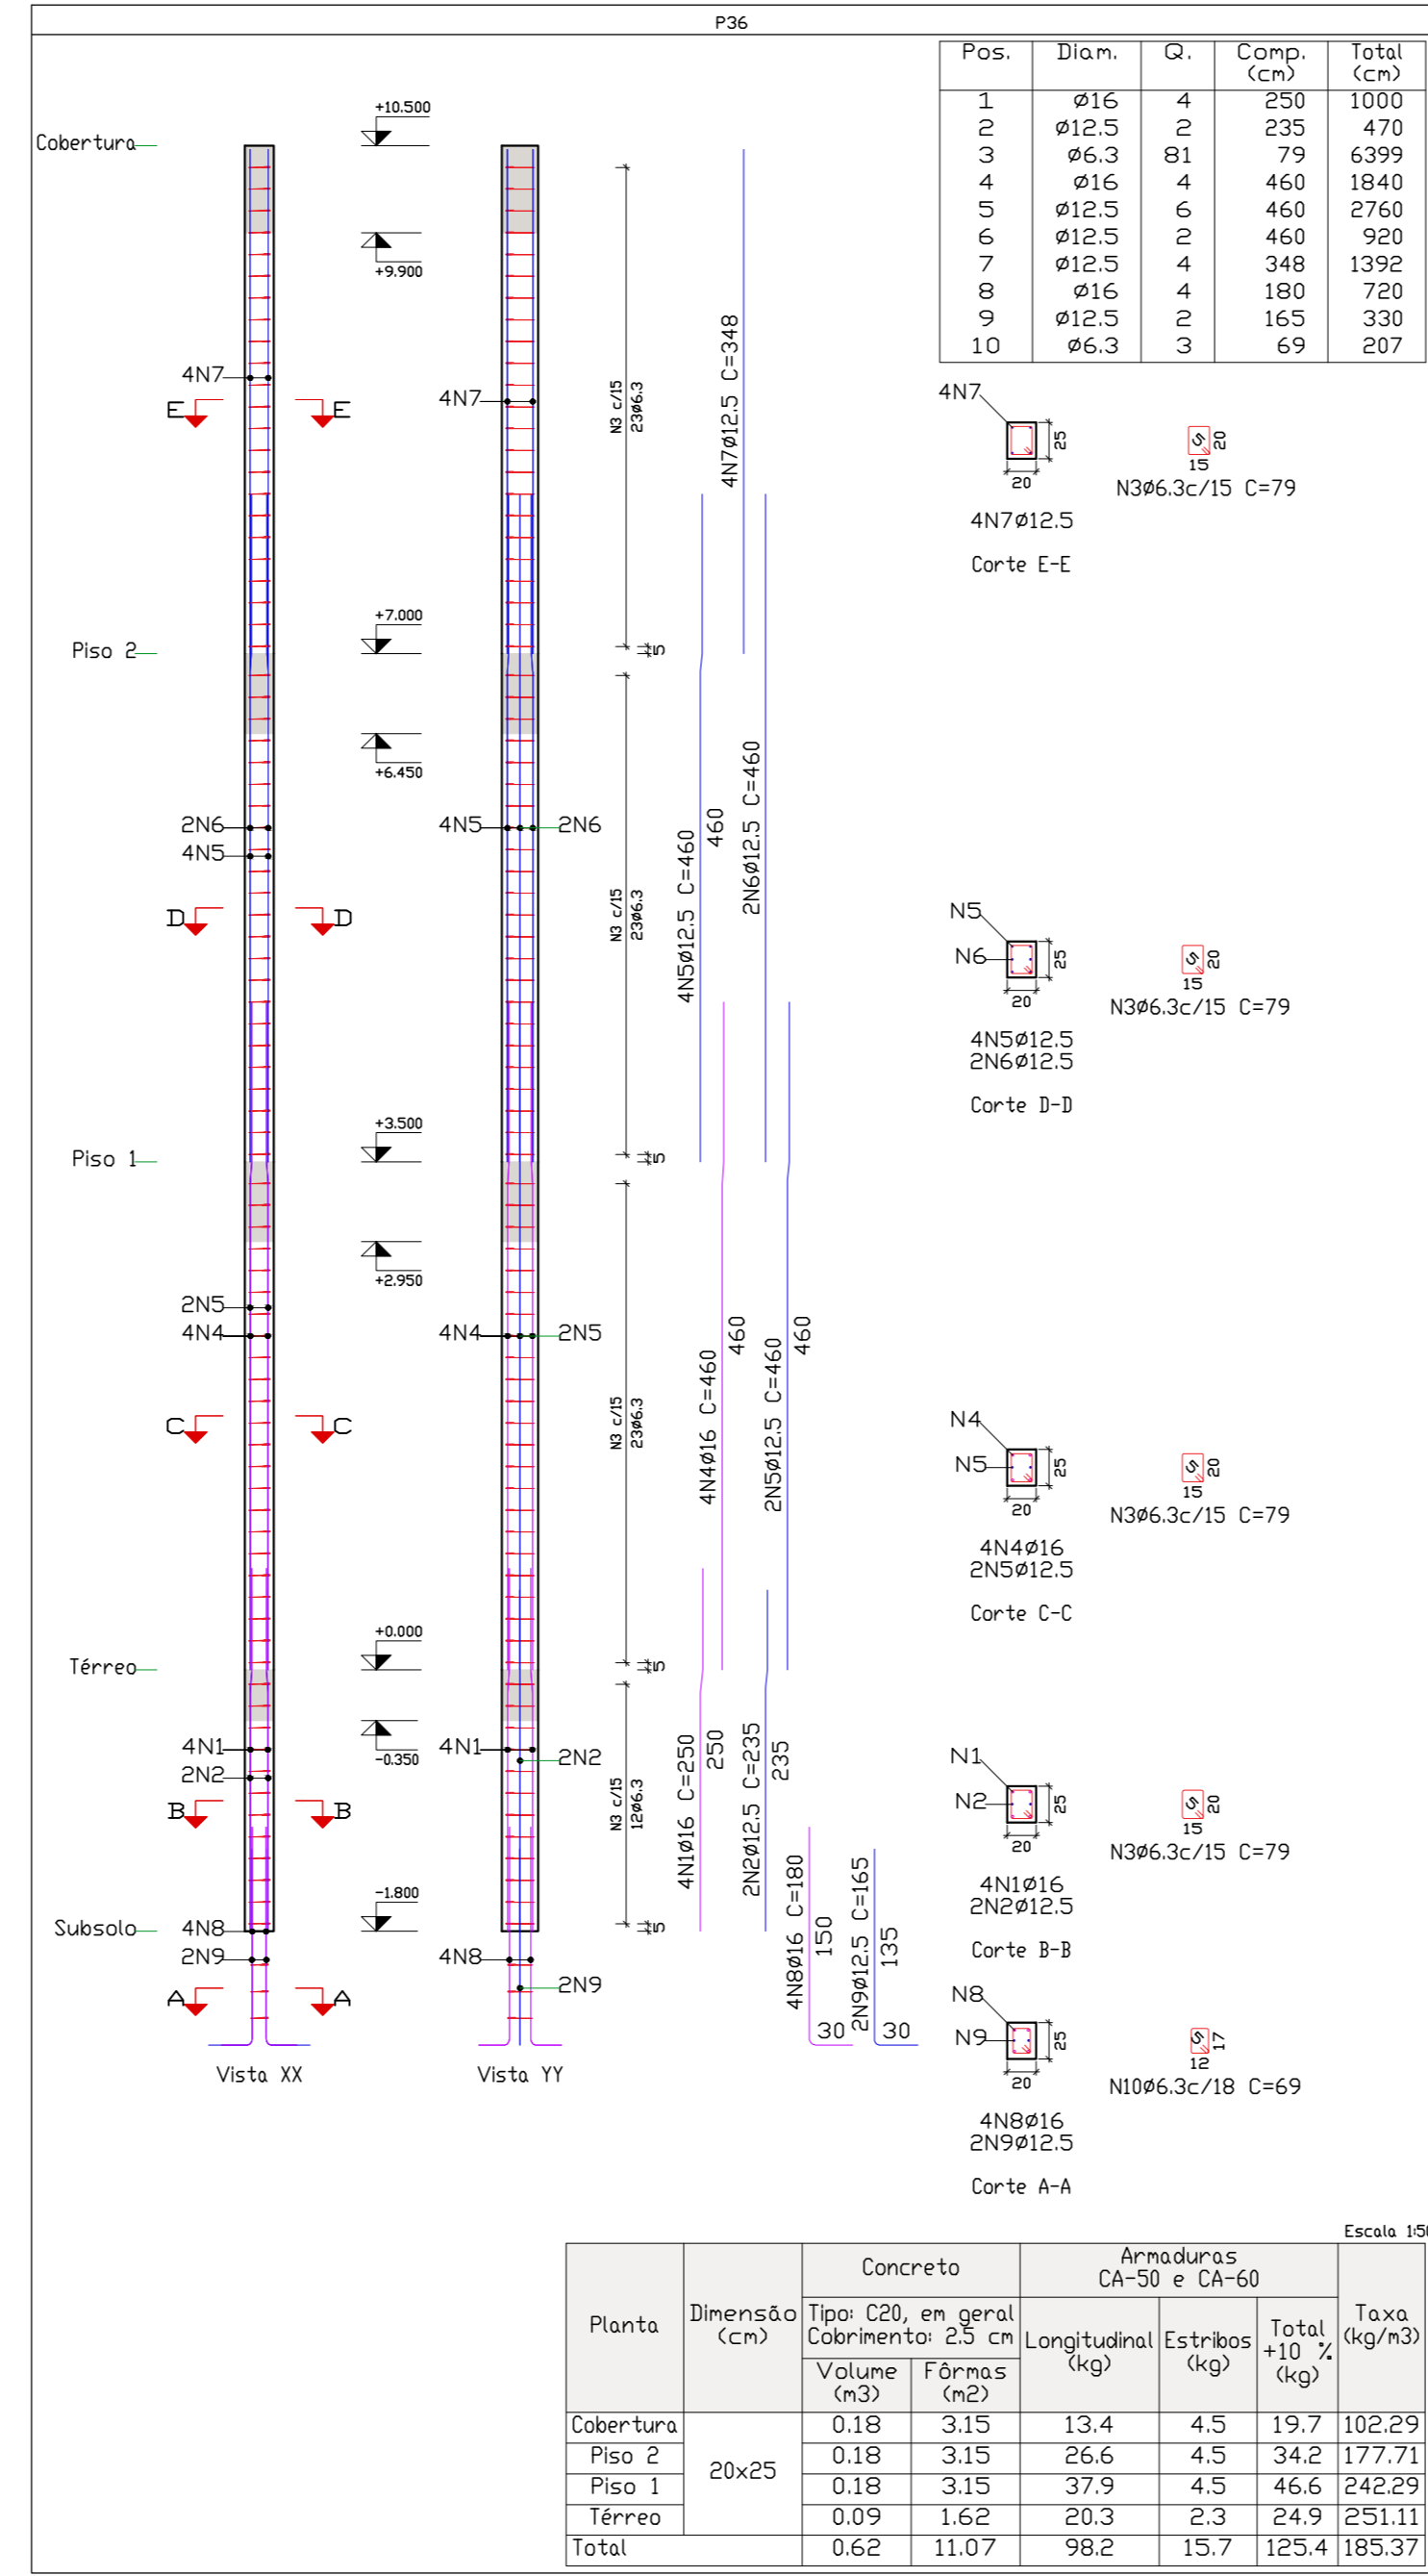 P36
Pos. Diam. Q. Comp. (cm) Total (cm)
1 ø16 4 250 1000
2 ø12.5 2 235 470
3 ø6.3 81 79 6399
4 ø16 4 460 1840
5 ø12.5 6 460 2760
6 ø12.5 2 460 920
7 ø12.5 4 348 1392
8 ø16 4 180 720
9 ø12.5 2 165 330
10 ø6.3 3 69 207
Cobertura
+10.500
+9.900
4N7
E E
4N7
N3 c/15
23ø6.3
4N7ø12.5 C=348
4N7
25
20
4N7ø12.5
Corte E-E
5
20
15
N3ø6.3c/15 C=79
Piso 2
+7.000
5
+6.450
2N6
4N5
4N5
2N6
D D
N3 c/15
23ø6.3
4N5ø12.5 C=460
460
2N6ø12.5 C=460
N5
N6
25
20
4N5ø12.5
2N6ø12.5
Corte D-D
5
20
15
N3ø6.3c/15 C=79
Piso 1
+3.500
5
+2.950
2N5
4N4
4N4
2N5
C C
N3 c/15
23ø6.3
4N4ø16 C=460
460
2N5ø12.5 C=460
460
N4
N5
25
20
4N4ø16
2N5ø12.5
Corte C-C
5
20
15
N3ø6.3c/15 C=79
Térreo
+0.000
5
-0.350
4N1
2N2
4N1
2N2
B B
N3 c/15
12ø6.3
4N1ø16 C=250
250
2N2ø12.5 C=235
235
N1
N2
25
20
4N1ø16
2N2ø12.5
Corte B-B
5
20
15
N3ø6.3c/15 C=79
Subsolo
-1.800
5
4N8
2N9
4N8
2N9
A A
4N8ø16 C=180
150
30
2N9ø12.5 C=165
135
30
N8
N9
25
20
4N8ø16
2N9ø12.5
Corte A-A
5
17
12
N10ø6.3c/18 C=69
Vista XX
Vista YY
Escala 1:50
Planta
Dimensão (cm)
Concreto
Tipo: C20, em geral
Cobrimento: 2.5 cm
Volume (m3)
Fôrmas (m2)
Armaduras
CA-50 e CA-60
Longitudinal (kg)
Estribos (kg)
Total +10 % (kg)
Taxa (kg/m3)
Cobertura 0.18 3.15 13.4 4.5 19.7 102.29
Piso 2 0.18 3.15 26.6 4.5 34.2 177.71
20x25
Piso 1 0.18 3.15 37.9 4.5 46.6 242.29
Térreo 0.09 1.62 20.3 2.3 24.9 251.11
Total 0.62 11.07 98.2 15.7 125.4 185.37